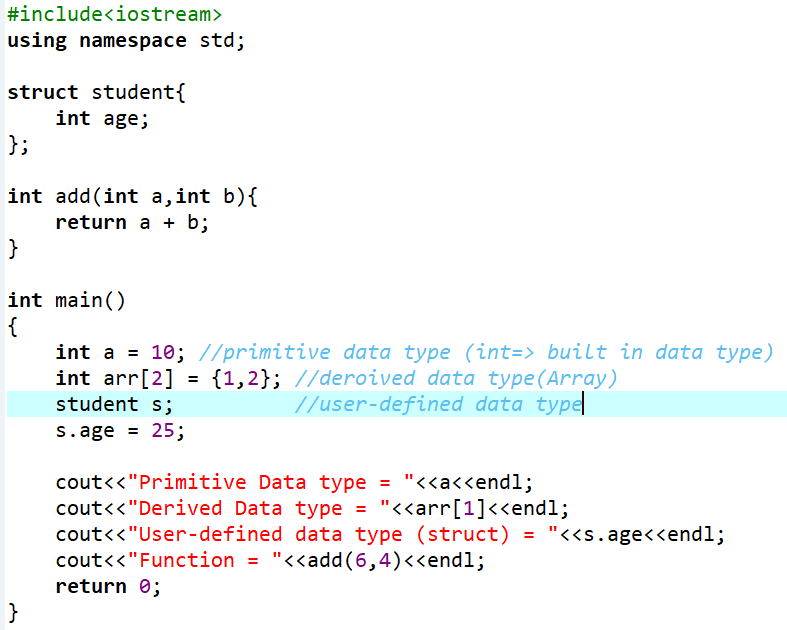 #include<iostream>
using namespace std;
struct student{
    int age;
};
int add(int a,int b){
    return a + b;
}
int main()
{
    int a = 10; //primitive data type (int=> built in data type)
    int arr[2] = {1,2}; //deroived data type(Array)
    student s;          //user-defined data type
    s.age = 25;
    cout<<"Primitive Data type = "<<a<<endl;
    cout<<"Derived Data type = "<<arr[1]<<endl;
    cout<<"User-defined data type (struct) = "<<s.age<<endl;
    cout<<"Function = "<<add(6,4)<<endl;
    return 0;
}